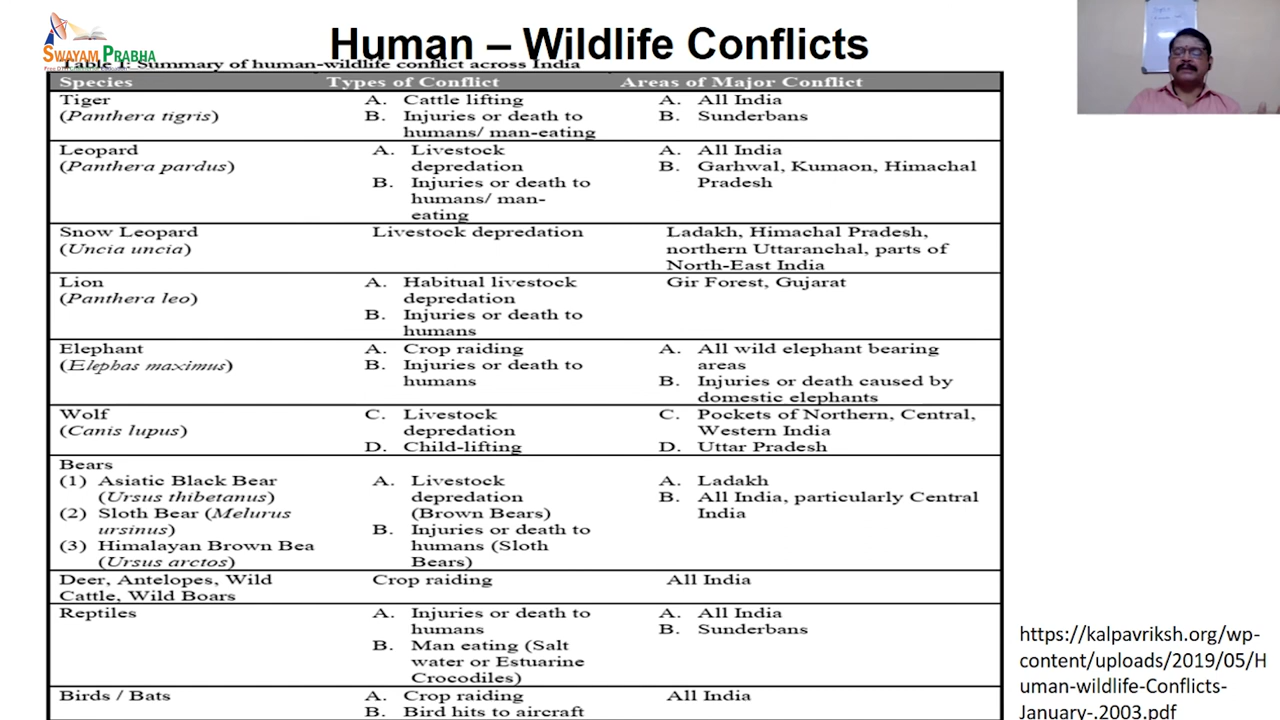 Human – Wildlife Conflicts
SWAYAM PRABHA
Table 1: Summary of human-wildlife conflict across India
Species Types of Conflict Areas of Major Conflict
Tiger A. Cattle lifting A. All India
(Panthera tigris) B. Injuries or death to B. Sunderbans
humans/ man-eating
Leopard A. Livestock A. All India
(Panthera pardus) depredation B. Garhwal, Kumaon, Himachal
B. Injuries or death to Pradesh
humans/ man-
eating
Snow Leopard Livestock depredation Ladakh, Himachal Pradesh,
(Uncia uncia) northern Uttaranchal, parts of
North-East India
Lion A. Habitual livestock Gir Forest, Gujarat
(Panthera leo) depredation
B. Injuries or death to
humans
Elephant A. Crop raiding A. All wild elephant bearing
(Elephas maximus) B. Injuries or death to areas
humans B. Injuries or death caused by
domestic elephants
Wolf C. Livestock C. Pockets of Northern, Central,
(Canis lupus) depredation Western India
D. Child-lifting D. Uttar Pradesh
Bears
(1) Asiatic Black Bear A. Livestock A. Ladakh
(Ursus thibetanus) depredation B. All India, particularly Central
(2) Sloth Bear (Melurus (Brown Bears) India
ursinus) B. Injuries or death to
(3) Himalayan Brown Bea humans (Sloth
(Ursus arctos) Bears)
Deer, Antelopes, Wild Crop raiding All India
Cattle, Wild Boars
Reptiles A. Injuries or death to A. All India
humans B. Sunderbans
B. Man eating (Salt
water or Estuarine
Crocodiles)
Birds / Bats A. Crop raiding All India
B. Bird hits to aircraft
https://kalpavriksh.org/wp-
content/uploads/2019/05/H
uman-wildlife-Conflicts-
January-.2003.pdf